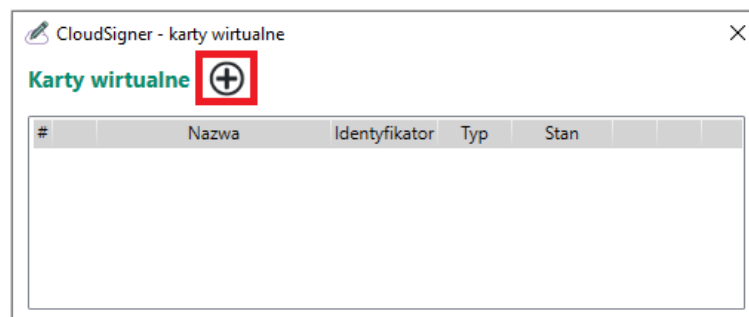 CloudSigner - karty wirtualne
Karty wirtualne
# Nazwa Identyfikator Typ Stan